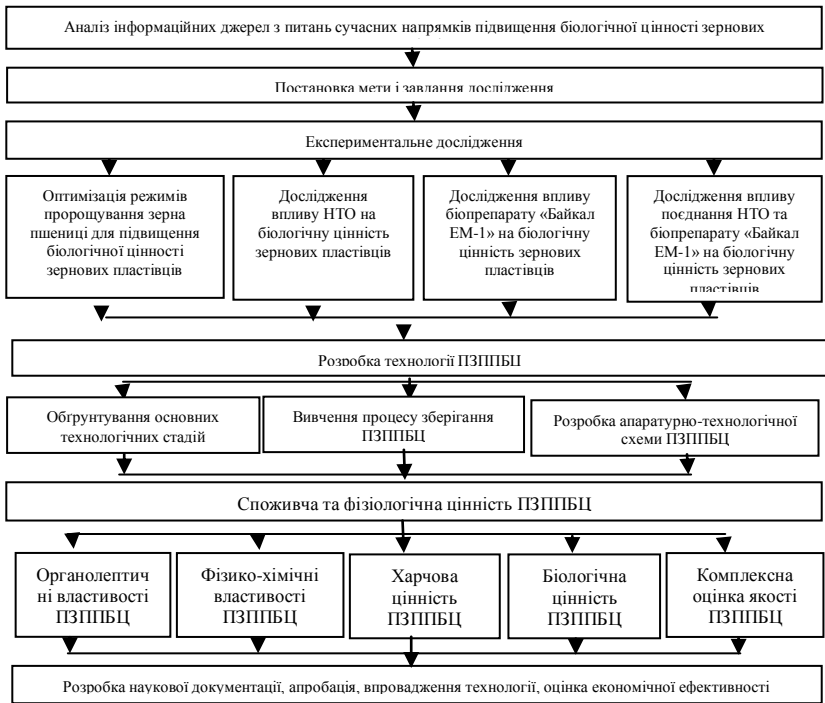 Аналіз інформаційних джерел з питань сучасних напрямків підвищення біологічної цінності зернових
Постановка мети і завдання дослідження
Експериментальне дослідження
Оптимізація режимів
пророщування зерна
пшениці для підвищення
біологічної цінності
зернових пластівців
Дослідження
впливу НТО на
біологічну цінність
зернових пластівців
Дослідження впливу
біопрепарату «Байкал
ЕМ-1» на біологічну
цінність зернових
пластівців
Дослідження впливу
поєднання НТО та
біопрепарату «Байкал
ЕМ-1» на біологічну
цінність зернових
пластівців
Розробка технології ПЗППБЦ
Обґрунтування основних
технологічних стадій
Вивчення процесу зберігання
ПЗППБЦ
Розробка апаратурно-технологічної
схеми ПЗППБЦ
Споживча та фізіологічна цінність ПЗППБЦ
Органолептич
ні властивості
ПЗППБЦ
Фізико-хімічні
властивості
ПЗППБЦ
Харчова
цінність
ПЗППБЦ
Біологічна
цінність
ПЗППБЦ
Комплексна
оцінка якості
ПЗППБЦ
Розробка наукової документації, апробація, впровадження технології, оцінка економічної ефективності